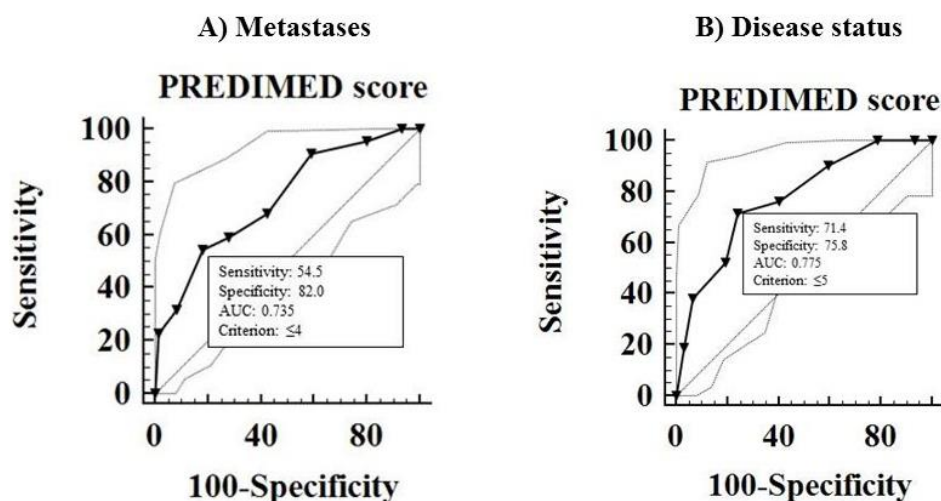 A) Metastases
PREDIMED score
Sensitivity
100
80
60
40
20
0
Sensitivity: 54.5
Specificity: 82.0
AUC: 0.735
Criterion: ≤4
0 40 80
100-Specificity
B) Disease status
PREDIMED score
Sensitivity
100
80
60
40
20
0
Sensitivity: 71.4
Specificity: 75.8
AUC: 0.775
Criterion: ≤5
0 40 80
100-Specificity